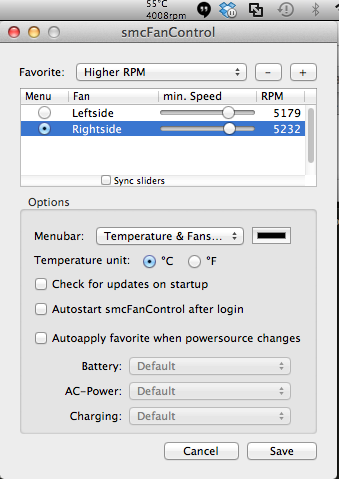 55°C
4008rpm
smcFanControl
Favorite: Higher RPM - +
Menu Fan min. Speed RPM
Leftside 5179
Rightside 5232
Sync sliders
Options
Menubar: Temperature & Fans...
Temperature unit: °C °F
Check for updates on startup
Autostart smcFanControl after login
Autoapply favorite when powersource changes
Battery: Default
AC-Power: Default
Charging: Default
Cancel Save